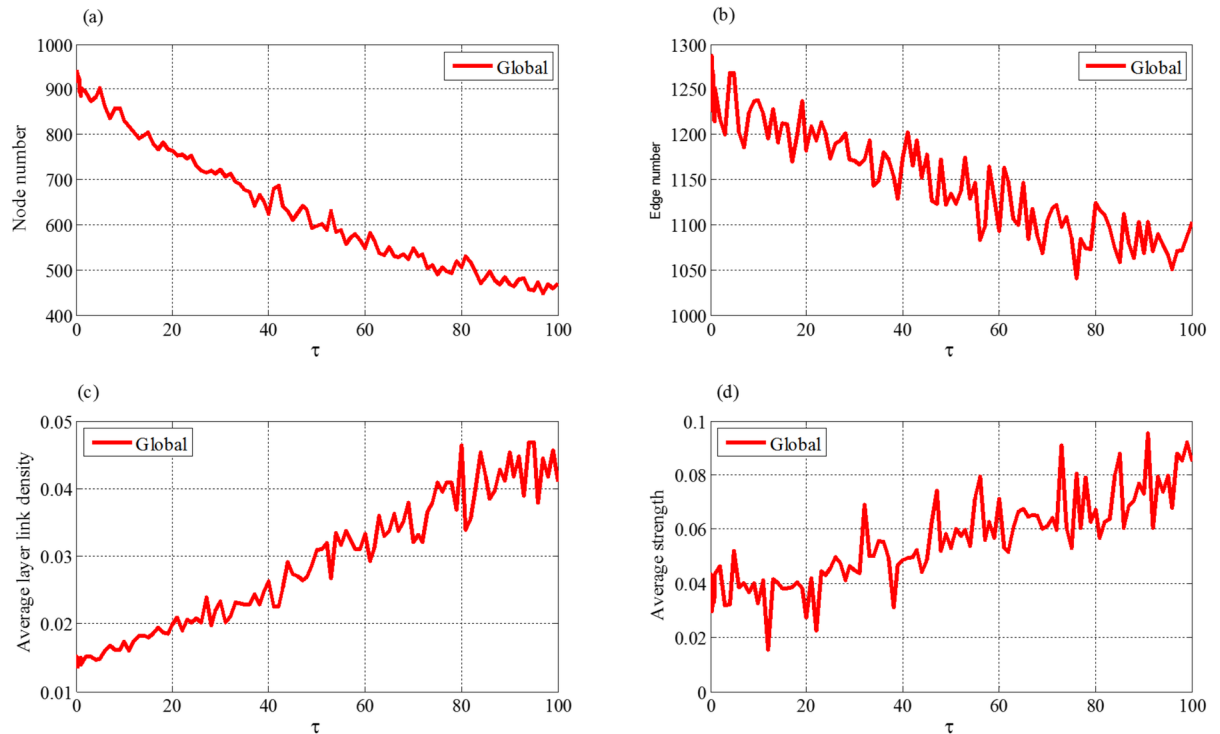 (a)
1000
900
800
700
600
500
400
Node number
Global
0 20 40 60 80 100
τ
(b)
1300
1250
1200
1150
1100
1050
1000
Edge number
Global
0 20 40 60 80 100
τ
(c)
0.05
0.04
0.03
0.02
0.01
Average layer link density
Global
0 20 40 60 80 100
τ
(d)
0.1
0.08
0.06
0.04
0.02
0
Average strength
Global
0 20 40 60 80 100
τ